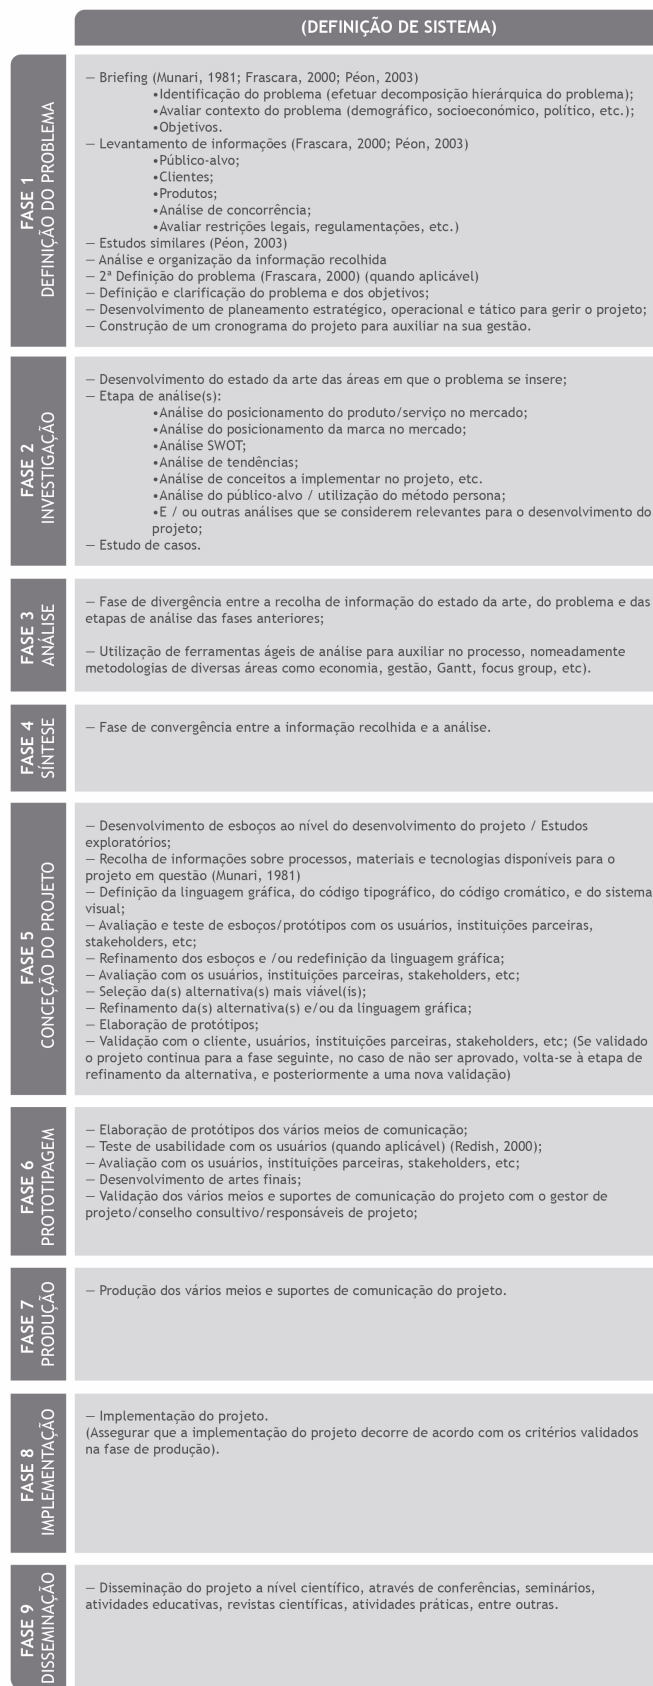 (DEFINIÇÃO DE SISTEMA)
FASE 1
DEFINIÇÃO DO PROBLEMA
— Briefing (Munari, 1981; Frascara, 2000; Péon, 2003)
•Identificação do problema (efetuar decomposição hierárquica do problema);
•Avaliar contexto do problema (demográfico, socioeconómico, político, etc.);
•Objetivos.
— Levantamento de informações (Frascara, 2000; Péon, 2003)
•Público-alvo;
•Clientes;
•Produtos;
•Análise de concorrência;
•Avaliar restrições legais, regulamentações, etc.)
— Estudos similares (Péon, 2003)
— Análise e organização da informação recolhida
— 2ª Definição do problema (Frascara, 2000) (quando aplicável)
— Definição e clarificação do problema e dos objetivos;
— Desenvolvimento de planeamento estratégico, operacional e tático para gerir o projeto;
— Construção de um cronograma do projeto para auxiliar na sua gestão.
FASE 2
INVESTIGAÇÃO
— Desenvolvimento do estado da arte das áreas em que o problema se insere;
— Etapa de análise(s):
•Análise do posicionamento do produto/serviço no mercado;
•Análise do posicionamento da marca no mercado;
•Análise SWOT;
•Análise de tendências;
•Análise de conceitos a implementar no projeto, etc.
•Análise do público-alvo / utilização do método persona;
•E / ou outras análises que se considerem relevantes para o desenvolvimento do
projeto;
— Estudo de casos.
FASE 3
ANÁLISE
— Fase de divergência entre a recolha de informação do estado da arte, do problema e das
etapas de análise das fases anteriores;
— Utilização de ferramentas ágeis de análise para auxiliar no processo, nomeadamente
metodologias de diversas áreas como economia, gestão, Gantt, focus group, etc).
FASE 4
SÍNTESE
— Fase de convergência entre a informação recolhida e a análise.
FASE 5
CONCEÇÃO DO PROJETO
— Desenvolvimento de esboços ao nível do desenvolvimento do projeto / Estudos
exploratórios;
— Recolha de informações sobre processos, materiais e tecnologias disponíveis para o
projeto em questão (Munari, 1981)
— Definição da linguagem gráfica, do código tipográfico, do código cromático, e do sistema
visual;
— Avaliação e teste de esboços/protótipos com os usuários, instituições parceiras,
stakeholders, etc;
— Refinamento dos esboços e /ou redefinição da linguagem gráfica;
— Avaliação com os usuários, instituições parceiras, stakeholders, etc;
— Seleção da(s) alternativa(s) mais viável(is);
— Refinamento da(s) alternativa(s) e/ou da linguagem gráfica;
— Elaboração de protótipos;
— Validação com o cliente, usuários, instituições parceiras, stakeholders, etc; (Se validado
o projeto continua para a fase seguinte, no caso de não ser aprovado, volta-se à etapa de
refinamento da alternativa, e posteriormente a uma nova validação)
FASE 6
PROTOTIPAGEM
— Elaboração de protótipos dos vários meios de comunicação;
— Teste de usabilidade com os usuários (quando aplicável) (Redish, 2000);
— Avaliação com os usuários, instituições parceiras, stakeholders, etc;
— Desenvolvimento de artes finais;
— Validação dos vários meios e suportes de comunicação do projeto com o gestor de
projeto/conselho consultivo/responsáveis de projeto;
FASE 7
PRODUÇÃO
— Produção dos vários meios e suportes de comunicação do projeto.
FASE 8
IMPLEMENTAÇÃO
— Implementação do projeto.
(Assegurar que a implementação do projeto decorre de acordo com os critérios validados
na fase de produção).
FASE 9
DISSEMINAÇÃO
— Disseminação do projeto a nível científico, através de conferências, seminários,
atividades educativas, revistas científicas, atividades práticas, entre outras.